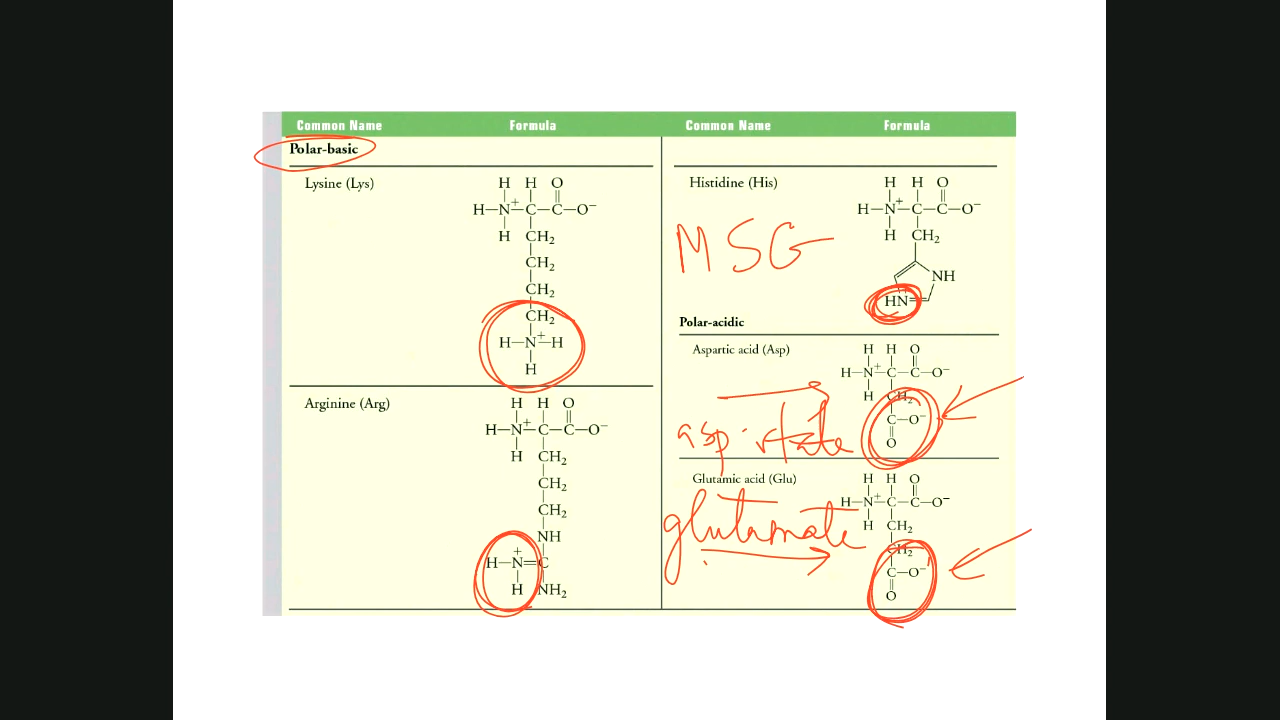 Common Name Formula Common Name Formula
Polar-basic
Lysine (Lys)
H H O
H—N⁺—C—C—O⁻
H CH₂
CH₂
CH₂
CH₂
H—N⁺—H
H
Arginine (Arg)
H H O
H—N⁺—C—C—O⁻
H CH₂
CH₂
CH₂
NH
H—N⁺=C
H NH₂
Histidine (His)
H H O
H—N⁺—C—C—O⁻
H CH₂
NH
HN
MSG
Polar-acidic
Aspartic acid (Asp)
H H O
H—N⁺—C—C—O⁻
H CH₂
C—O⁻
O
Glutamic acid (Glu)
H H O
H—N⁺—C—C—O⁻
H CH₂
CH₂
C—O⁻
O
glutamate